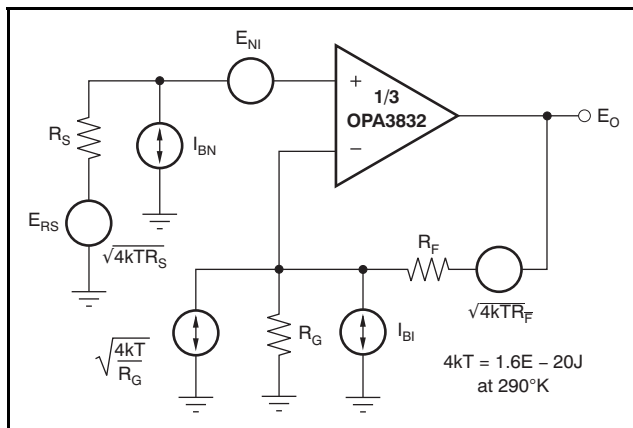 E_NI
+
1/3
OPA3832
−
E_O
R_S
I_BN
E_RS
√4kTR_S
R_F
√4kTR_F
√4kT/R_G
R_G
I_BI
4kT = 1.6E – 20J
at 290°K